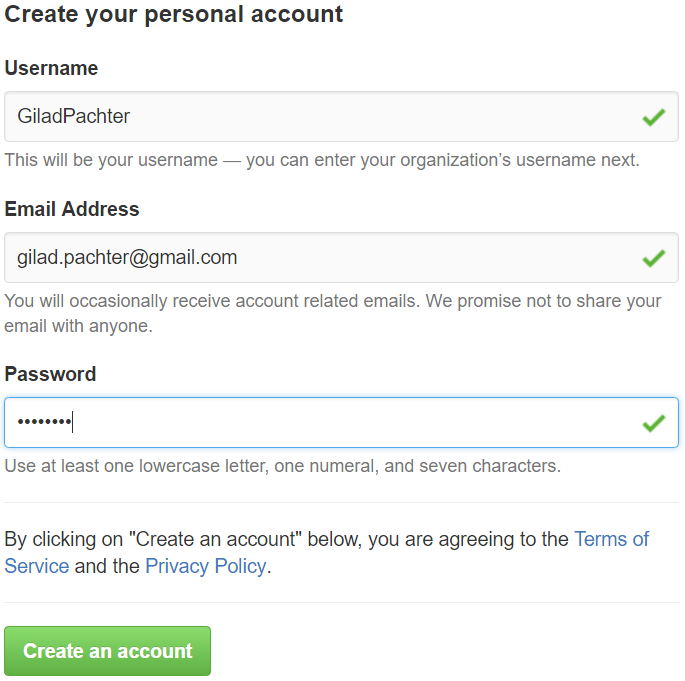 Create your personal account
Username
GiladPachter
This will be your username — you can enter your organization’s username next.
Email Address
gilad.pachter@gmail.com
You will occasionally receive account related emails. We promise not to share your
email with anyone.
Password
••••••••
Use at least one lowercase letter, one numeral, and seven characters.
By clicking on "Create an account" below, you are agreeing to the Terms of
Service and the Privacy Policy.
Create an account